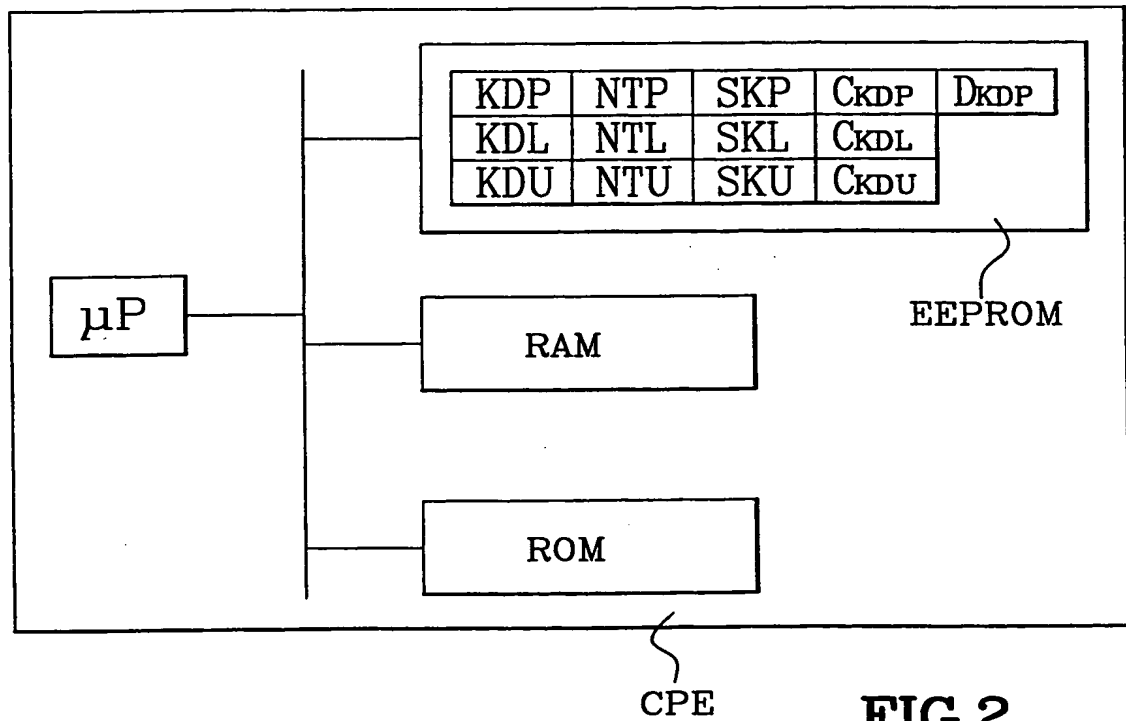 KDP NTP SKP CKDP DKDP
KDL NTL SKL CKDL
KDU NTU SKU CKDU
EEPROM
µP
RAM
ROM
CPE
FIG.2